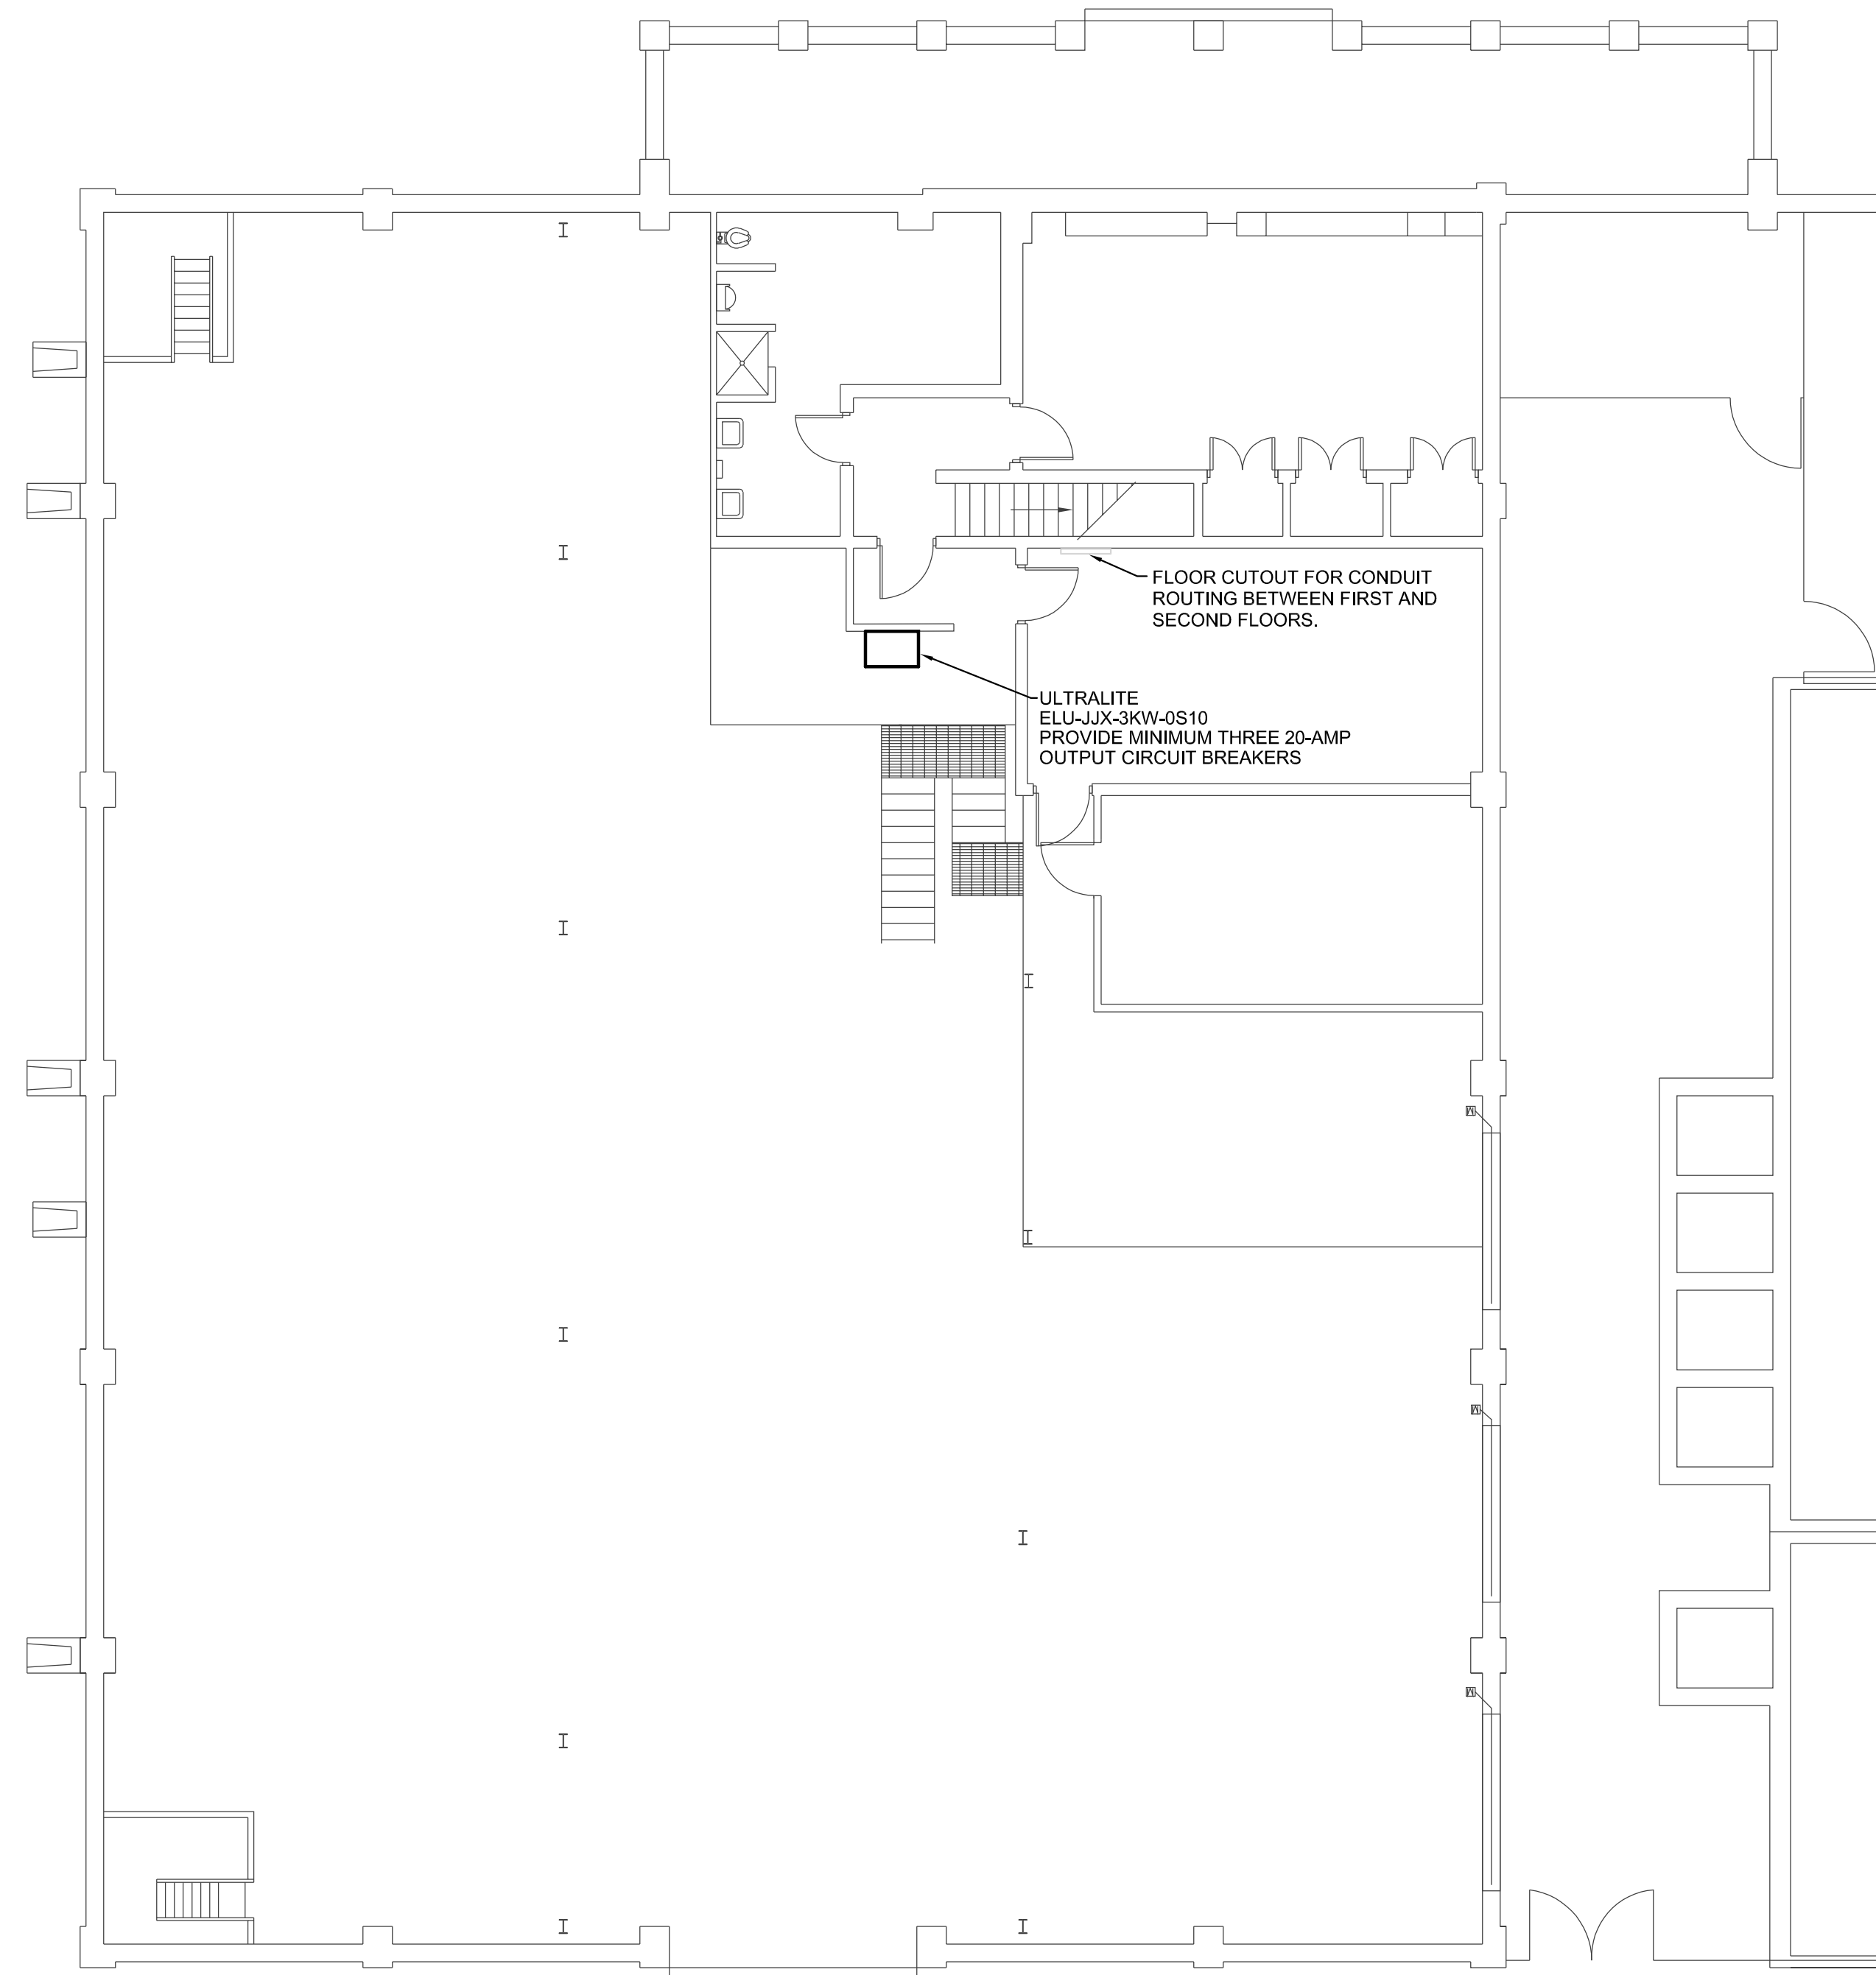 FLOOR CUTOUT FOR CONDUIT
ROUTING BETWEEN FIRST AND
SECOND FLOORS.
ULTRALITE
ELU-JJX-3KW-0S10
PROVIDE MINIMUM THREE 20-AMP
OUTPUT CIRCUIT BREAKERS